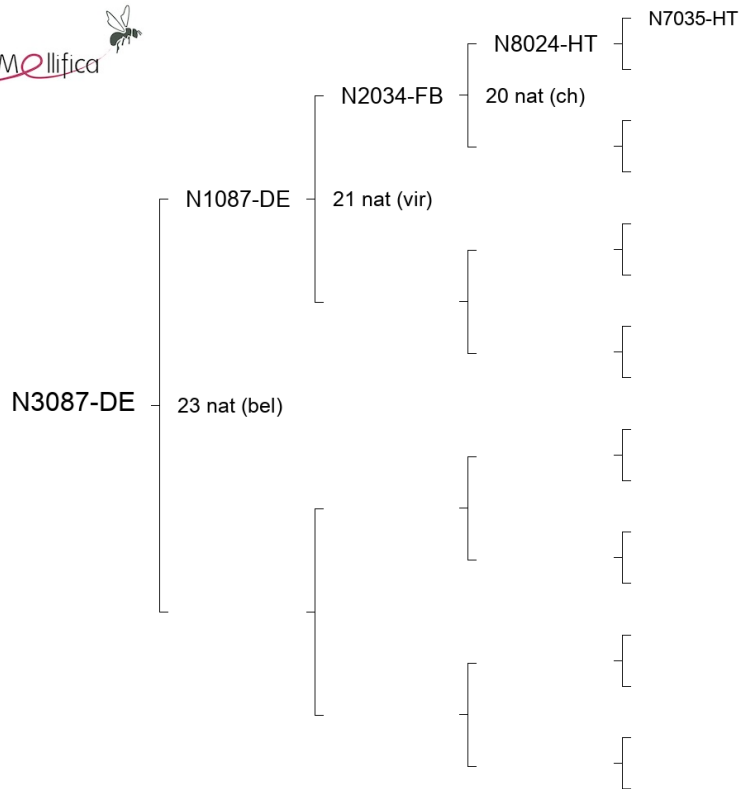 Mellifica
N7035-HT
N8024-HT
N2034-FB
20 nat (ch)
N1087-DE
21 nat (vir)
N3087-DE
23 nat (bel)